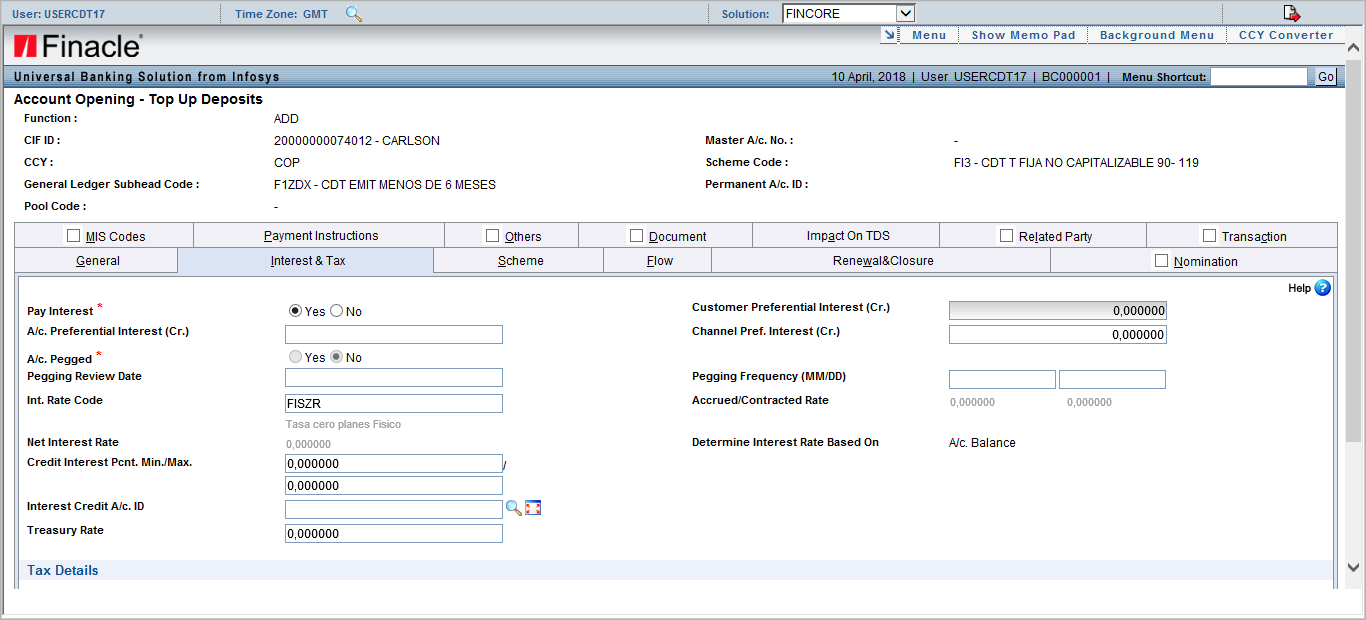 User: USERCDT17 Time Zone: GMT Solution: FINCORE
Menu Show Memo Pad Background Menu CCY Converter
Finacle
Universal Banking Solution from Infosys 10 April, 2018 | User USERCDT17 | BC000001 | Menu Shortcut: Go
Account Opening - Top Up Deposits
Function : ADD
CIF ID : 20000000074012 - CARLSON Master A/c. No. : -
CCY : COP Scheme Code : FI3 - CDT T FIJA NO CAPITALIZABLE 90- 119
General Ledger Subhead Code : F1ZDX - CDT EMIT MENOS DE 6 MESES Permanent A/c. ID :
Pool Code : -
MIS Codes Payment Instructions Others Document Impact On TDS Related Party Transaction
General Interest & Tax Scheme Flow Renewal&Closure Nomination
Help ?
Pay Interest * Yes No Customer Preferential Interest (Cr.) 0,000000
A/c. Preferential Interest (Cr.) Channel Pref. Interest (Cr.) 0,000000
A/c. Pegged * Yes No
Pegging Review Date Pegging Frequency (MM/DD)
Int. Rate Code FISZR Accrued/Contracted Rate 0,000000 0,000000
Tasa cero planes Fisico
Net Interest Rate 0,000000 Determine Interest Rate Based On A/c. Balance
Credit Interest Pcnt. Min./Max. 0,000000 /
0,000000
Interest Credit A/c. ID
Treasury Rate 0,000000
Tax Details